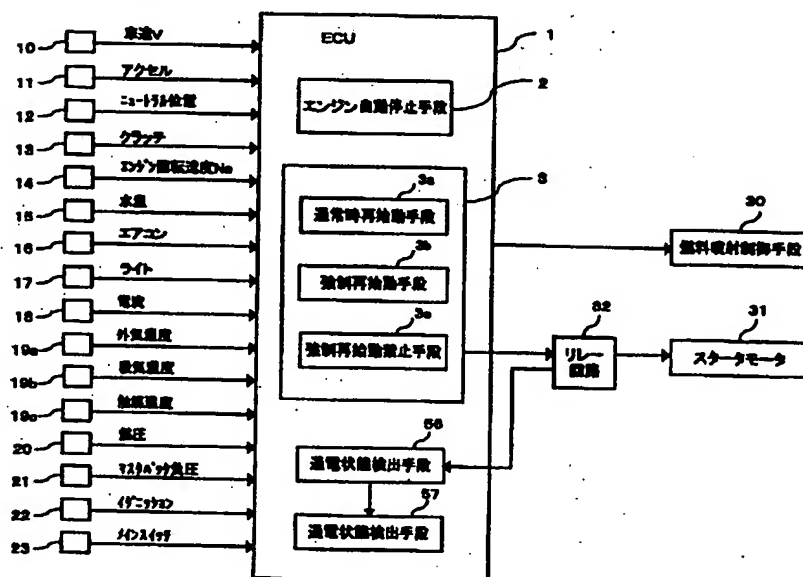 ECU
1
10
車速V
11
アクセル
12
ニュートラル位置
13
クラッチ
14
エンジン回転速度Ne
15
水温
16
エアコン
17
ライト
18
電流
19a
外気温度
19b
吸気温度
19c
触媒温度
20
21
マスタバック負圧
22
イグニッション
23
メインスイッチ
エンジン自動停止手段
2
3
3a
通常時再始動手段
3b
強制再始動手段
3c
強制再始動禁止手段
30
燃料噴射制御手段
32
リレー
回路
31
スタータモータ
56
通電状態検出手段
57
通電状態検出手段